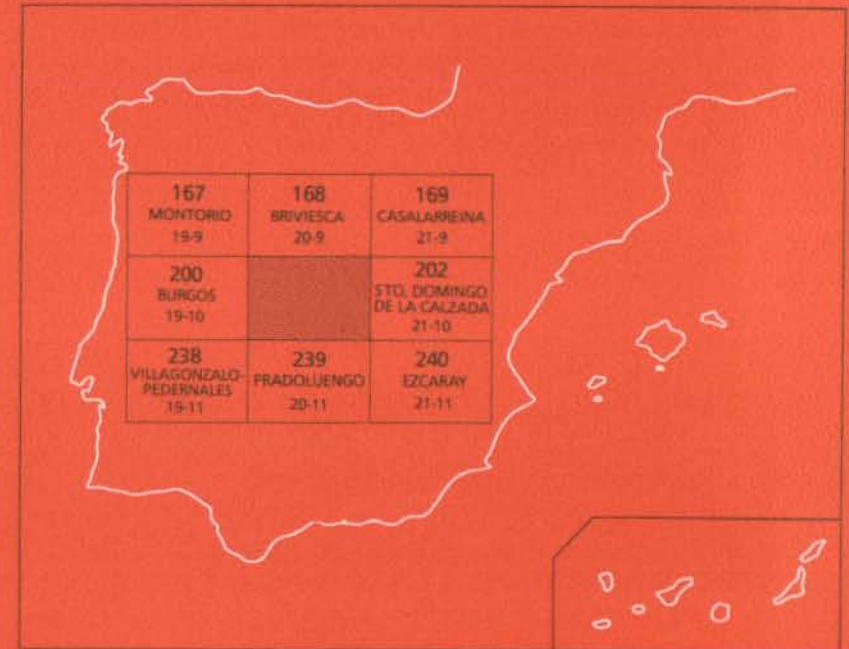 167
MONTORIO
19-9
168
BRIVIESCA
20-9
169
CASALARREINA
21-9
200
BURGOS
19-10
202
STO. DOMINGO
DE LA CALZADA
21-10
238
VILLAGONZALO-
PEDERNALES
19-11
239
PRADOLUENGO
20-11
240
EZCARAY
21-11